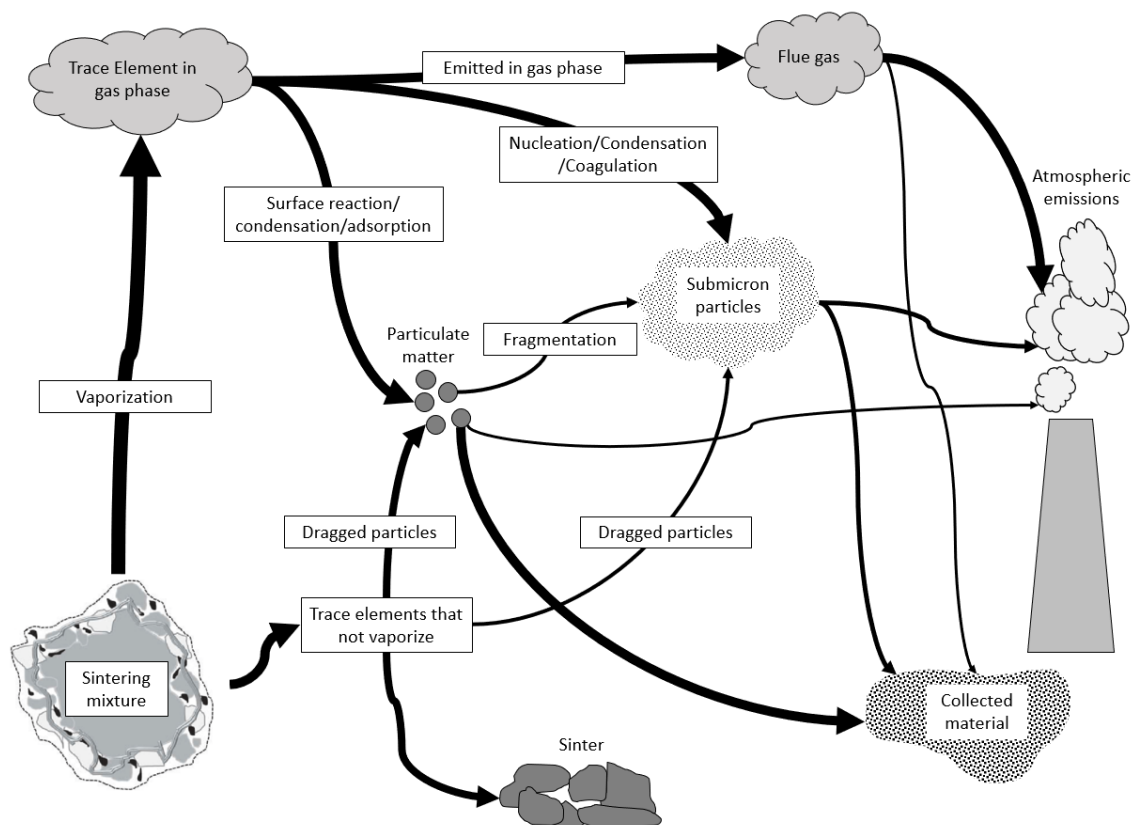 Trace Element in
gas phase
Emitted in gas phase
Flue gas
Nucleation/Condensation
/Coagulation
Atmospheric
emissions
Surface reaction/
condensation/adsorption
Submicron
particles
Particulate
matter
Fragmentation
Vaporization
Dragged particles
Dragged particles
Trace elements that
not vaporize
Sintering
mixture
Collected
material
Sinter